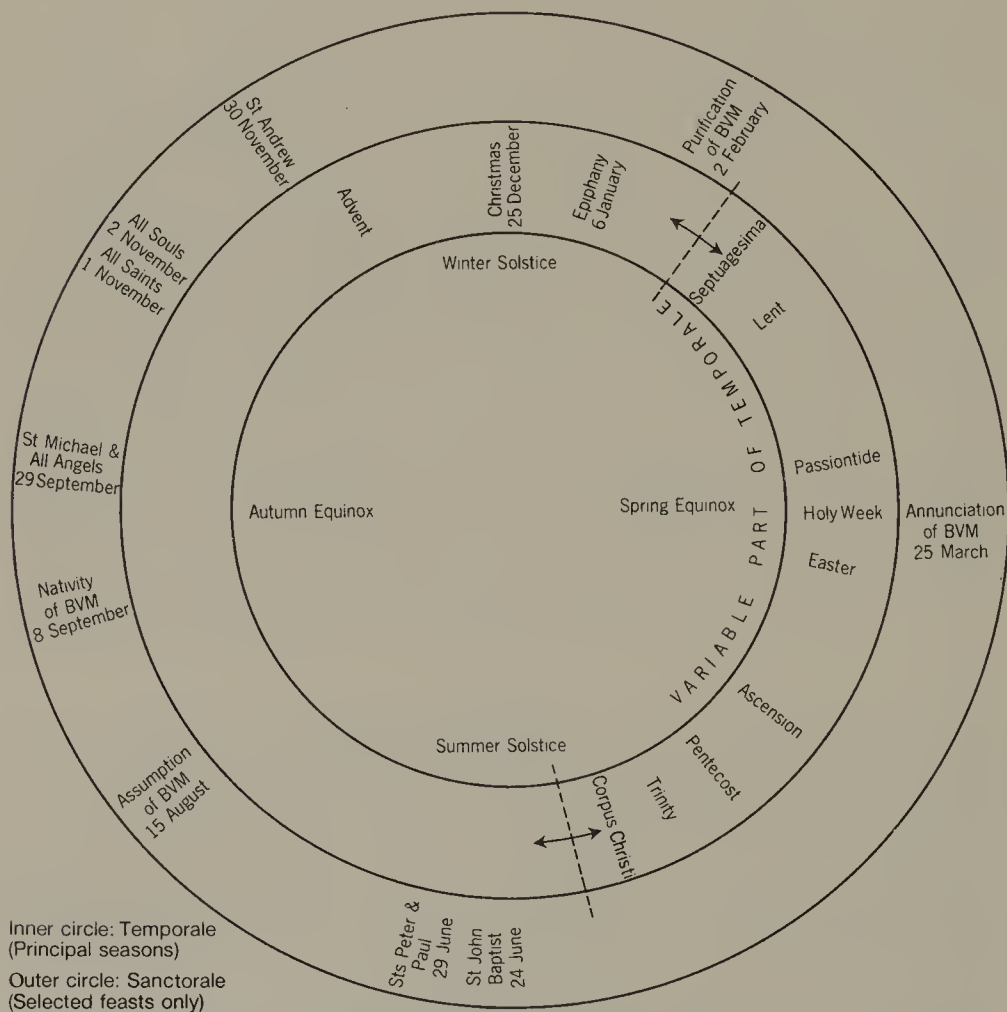 St Andrew
30 November
Purification
of BVM
2 February
Advent
Christmas
25 December
Epiphany
6 January
All Souls
2 November
All Saints
1 November
Winter Solstice
Septuagesima
Lent
VARIABLE PART OF TEMPORALE
St Michael &
All Angels
29 September
Autumn Equinox
Spring Equinox
Passiontide
Holy Week
Easter
Annunciation
of BVM
25 March
Nativity
of BVM
8 September
Ascension
Pentecost
Trinity
Corpus Christi
Summer Solstice
Assumption
of BVM
15 August
Sts Peter &
Paul
29 June
St John
Baptist
24 June
Inner circle: Temporale
(Principal seasons)
Outer circle: Sanctorale
(Selected feasts only)